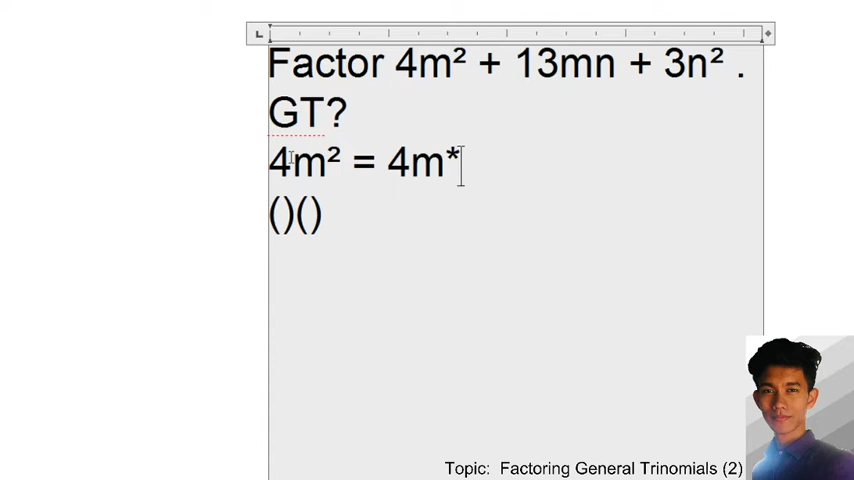 Factor 4m² + 13mn + 3n² .
GT?
4m² = 4m*
()()
Topic:  Factoring General Trinomials (2)